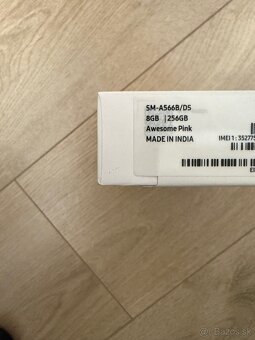 SM-A566B/DS
8GB |256GB
Awesome Pink
MADE IN INDIA
IMEI 1 : 35277
Bazos.sk